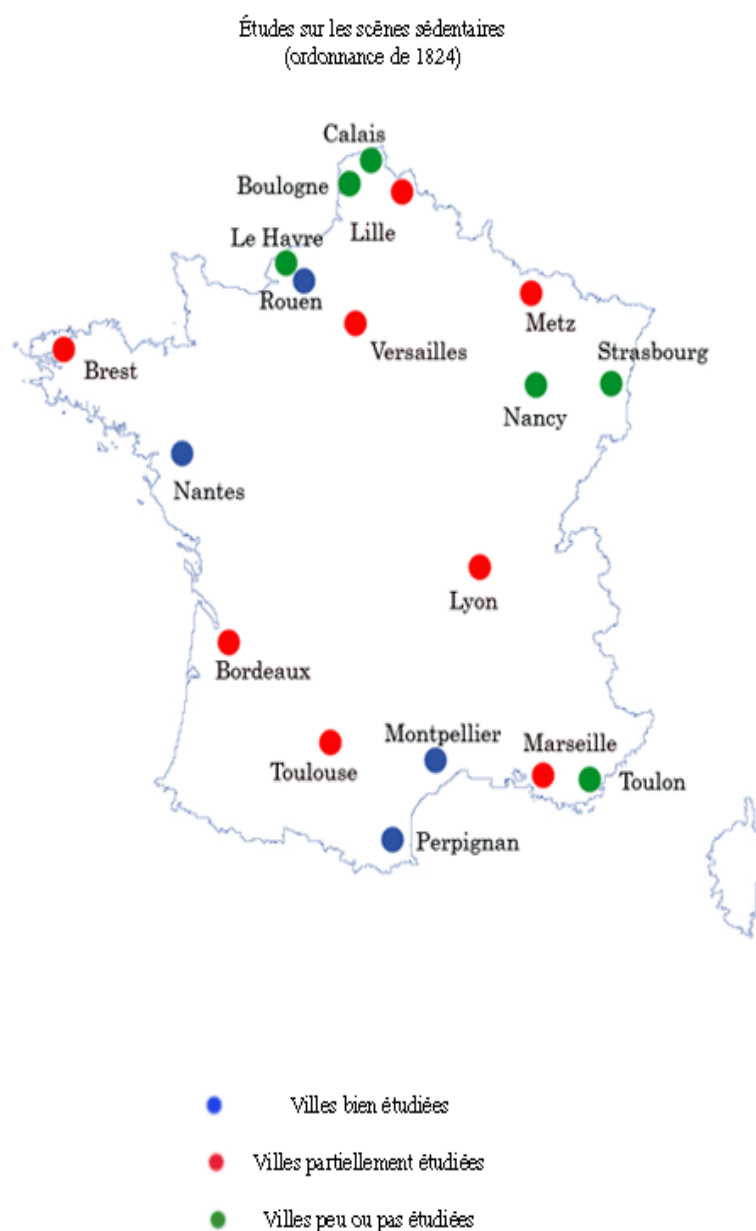 Études sur les scènes sédentaires
(ordonnance de 1824)
Calais
Boulogne
Lille
Le Havre
Rouen
Metz
Versailles
Strasbourg
Brest
Nancy
Nantes
Lyon
Bordeaux
Montpellier
Marseille
Toulouse
Toulon
Perpignan
Villes bien étudiées
Villes partiellement étudiées
Villes peu ou pas étudiées